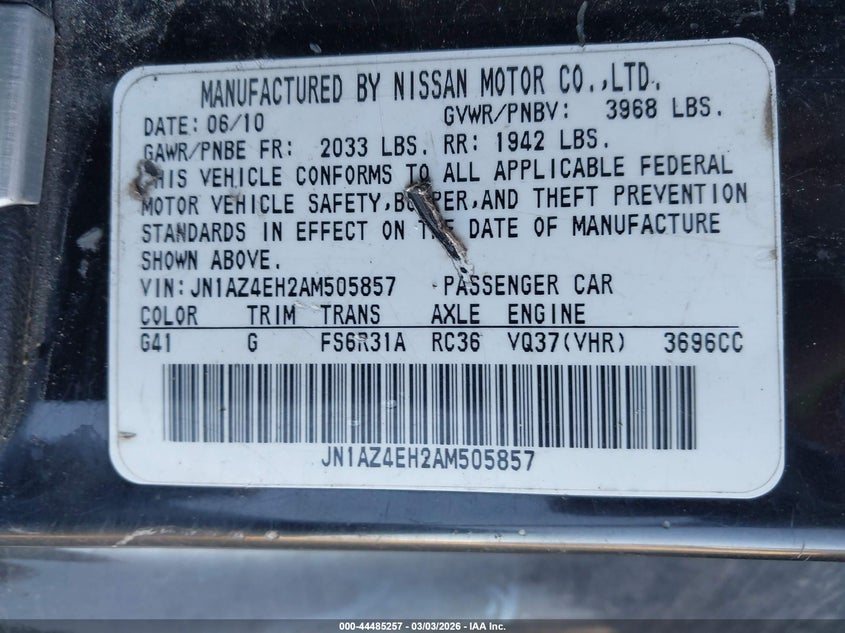 MANUFACTURED BY NISSAN MOTOR CO.,LTD.
DATE: 06/10 GVWR/PNBV: 3968 LBS.
GAWR/PNBE FR: 2033 LBS. RR: 1942 LBS.
THIS VEHICLE CONFORMS TO ALL APPLICABLE FEDERAL
MOTOR VEHICLE SAFETY,BUMPER,AND THEFT PREVENTION
STANDARDS IN EFFECT ON THE DATE OF MANUFACTURE
SHOWN ABOVE.
VIN:JN1AZ4EH2AM505857 PASSENGER CAR
COLOR TRIM TRANS AXLE ENGINE
G41 G FS6R31A RC36 VQ37(VHR) 3696CC
JN1AZ4EH2AM505857
000-44485257 - 03/03/2026 - IAA Inc.